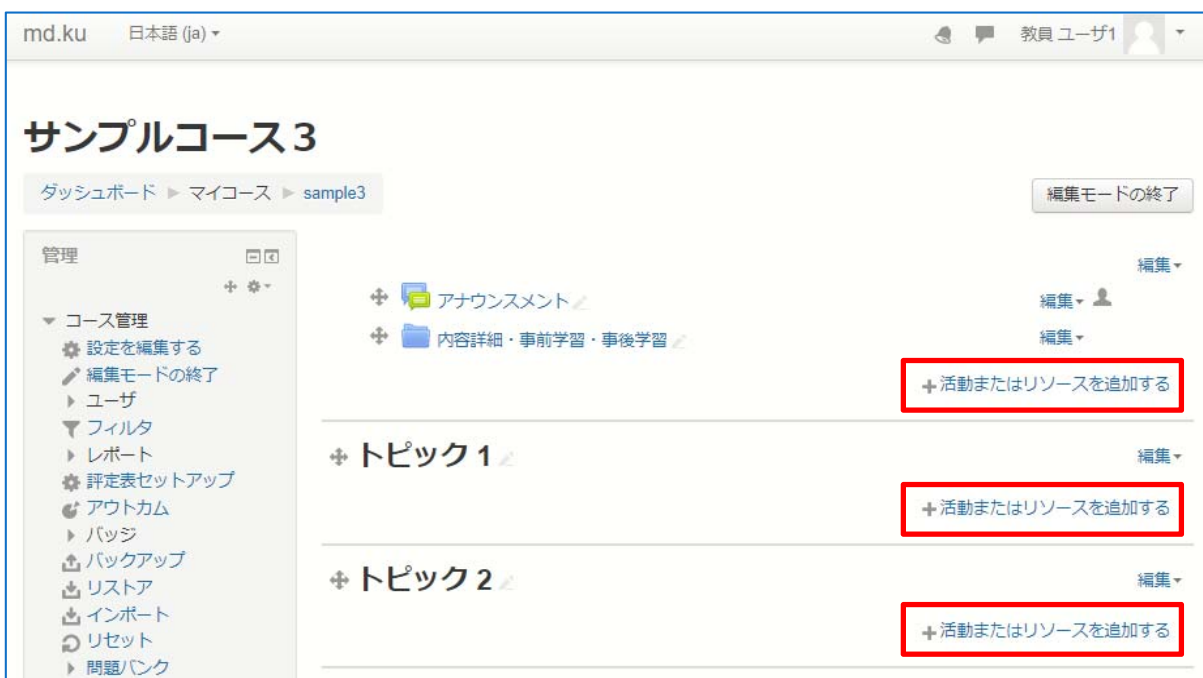 md.ku 日本語 (ja) 教員 ユーザ1
サンプルコース3
ダッシュボード マイコース sample3
編集モードの終了
管理
コース管理
設定を編集する
編集モードの終了
ユーザ
フィルタ
レポート
評定表セットアップ
アウトカム
バッジ
バックアップ
リストア
インポート
リセット
問題バンク
編集
アナウンスメント 編集
内容詳細・事前学習・事後学習 編集
+活動またはリソースを追加する
トピック 1 編集
+活動またはリソースを追加する
トピック 2 編集
+活動またはリソースを追加する